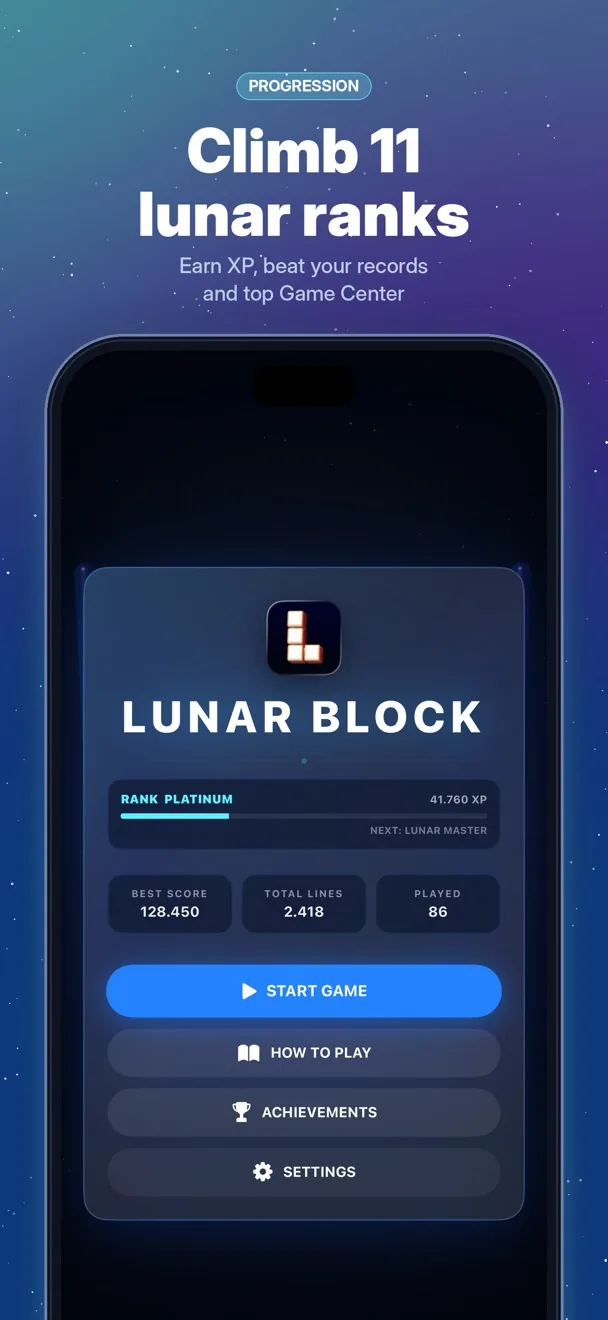 PROGRESSION
Climb 11
lunar ranks
Earn XP, beat your records
and top Game Center
LUNAR BLOCK
RANK PLATINUM
41.760 XP
NEXT: LUNAR MASTER
BEST SCORE
128.450
TOTAL LINES
2.418
PLAYED
86
START GAME
HOW TO PLAY
ACHIEVEMENTS
SETTINGS